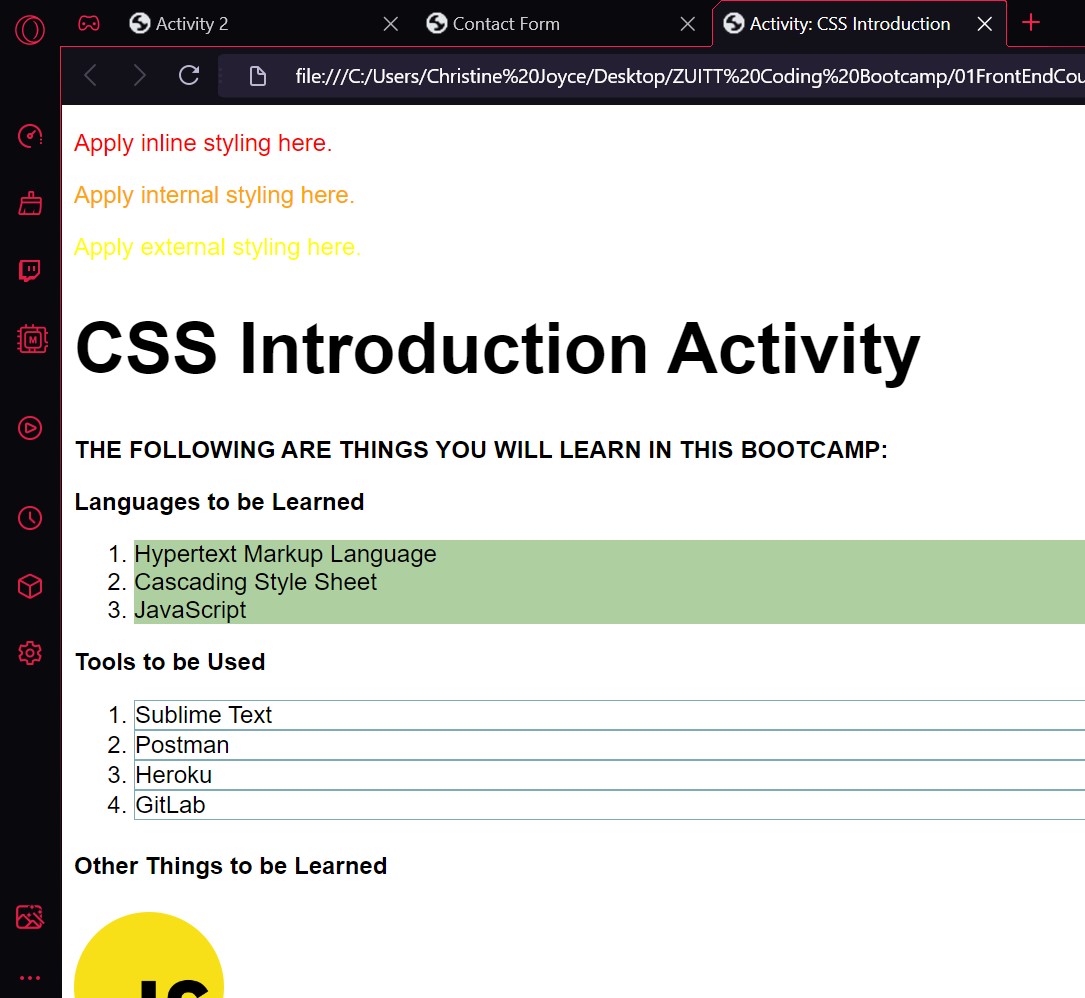 Activity 2
Contact Form
Activity: CSS Introduction
file:///C:/Users/Christine%20Joyce/Desktop/ZUITT%20Coding%20Bootcamp/01FrontEndCou
Apply inline styling here.
Apply internal styling here.
Apply external styling here.
CSS Introduction Activity
THE FOLLOWING ARE THINGS YOU WILL LEARN IN THIS BOOTCAMP:
Languages to be Learned
1. Hypertext Markup Language
2. Cascading Style Sheet
3. JavaScript
Tools to be Used
1. Sublime Text
2. Postman
3. Heroku
4. GitLab
Other Things to be Learned
JS